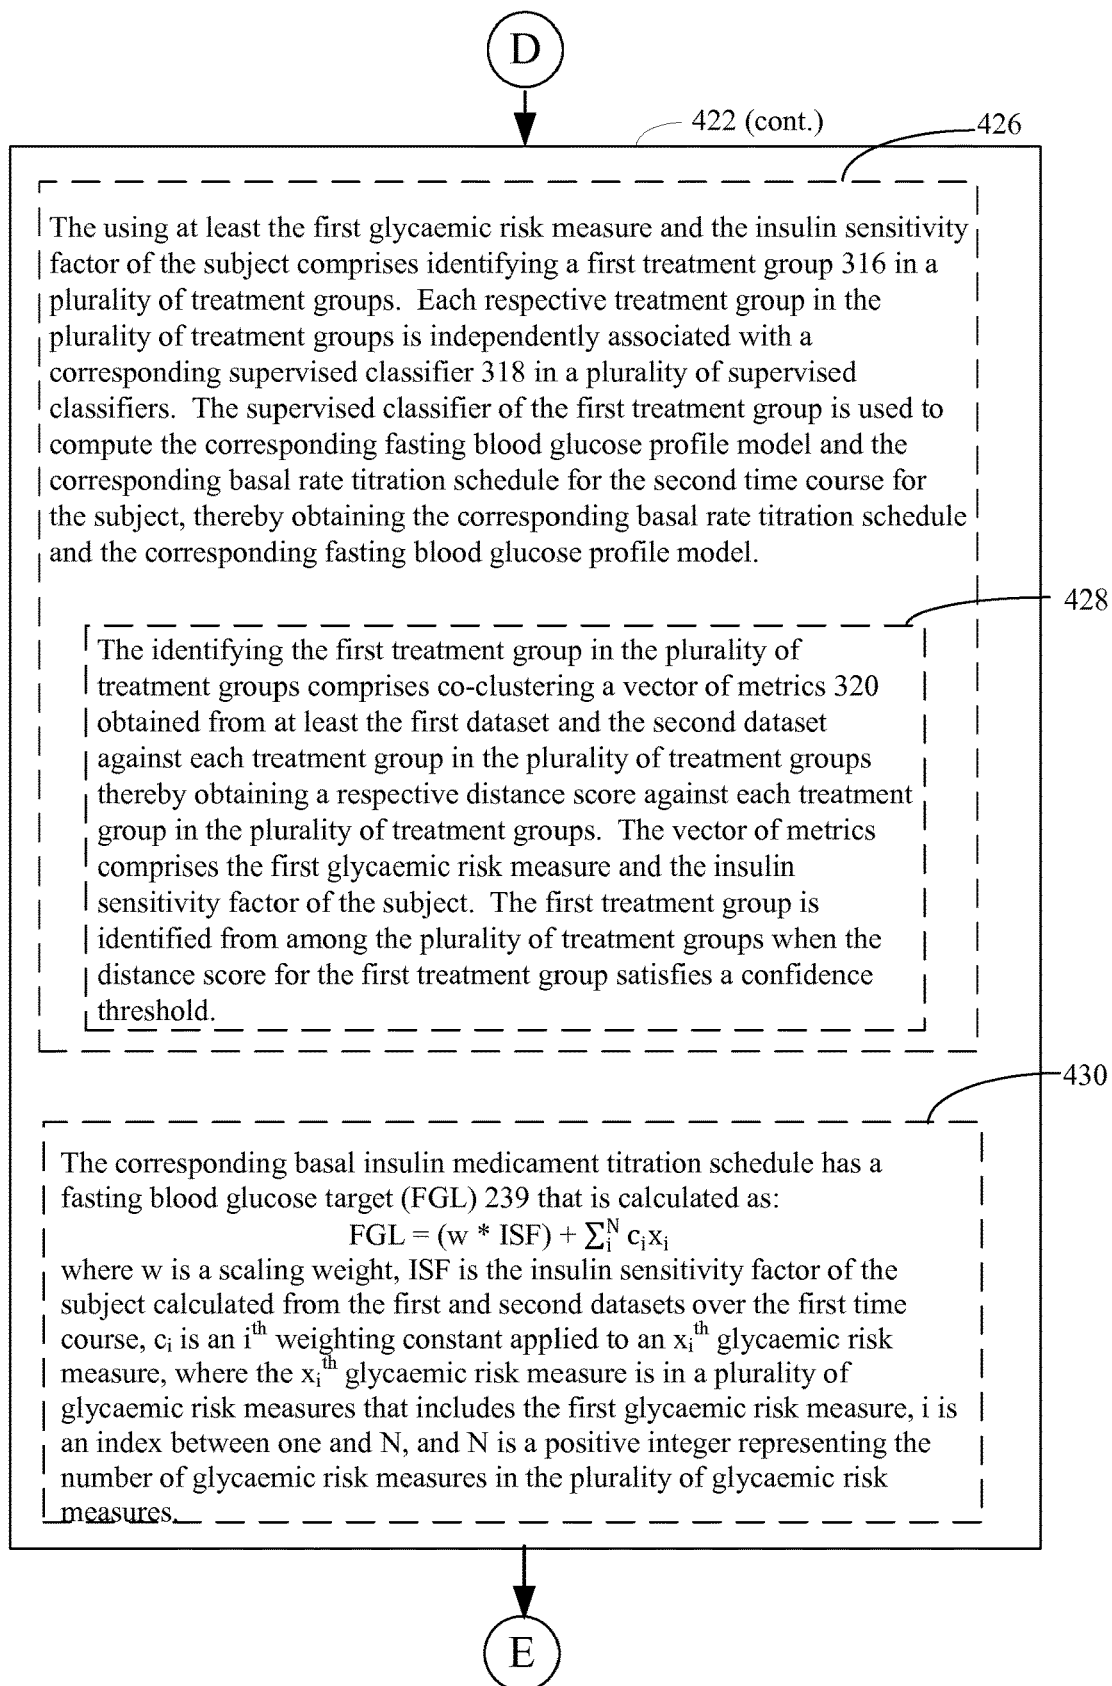 D
422 (cont.)
426
The using at least the first glycaemic risk measure and the insulin sensitivity
factor of the subject comprises identifying a first treatment group 316 in a
plurality of treatment groups.  Each respective treatment group in the
plurality of treatment groups is independently associated with a
corresponding supervised classifier 318 in a plurality of supervised
classifiers.  The supervised classifier of the first treatment group is used to
compute the corresponding fasting blood glucose profile model and the
corresponding basal rate titration schedule for the second time course for
the subject, thereby obtaining the corresponding basal rate titration schedule
and the corresponding fasting blood glucose profile model.
428
The identifying the first treatment group in the plurality of
treatment groups comprises co-clustering a vector of metrics 320
obtained from at least the first dataset and the second dataset
against each treatment group in the plurality of treatment groups
thereby obtaining a respective distance score against each treatment
group in the plurality of treatment groups.  The vector of metrics
comprises the first glycaemic risk measure and the insulin
sensitivity factor of the subject.  The first treatment group is
identified from among the plurality of treatment groups when the
distance score for the first treatment group satisfies a confidence
threshold.
430
The corresponding basal insulin medicament titration schedule has a
fasting blood glucose target (FGL) 239 that is calculated as:
FGL = (w * ISF) + ∑ᵢᴺ cᵢxᵢ
where w is a scaling weight, ISF is the insulin sensitivity factor of the
subject calculated from the first and second datasets over the first time
course, cᵢ is an iᵗʰ weighting constant applied to an xᵢᵗʰ glycaemic risk
measure, where the xᵢᵗʰ glycaemic risk measure is in a plurality of
glycaemic risk measures that includes the first glycaemic risk measure, i is
an index between one and N, and N is a positive integer representing the
number of glycaemic risk measures in the plurality of glycaemic risk
measures.
E